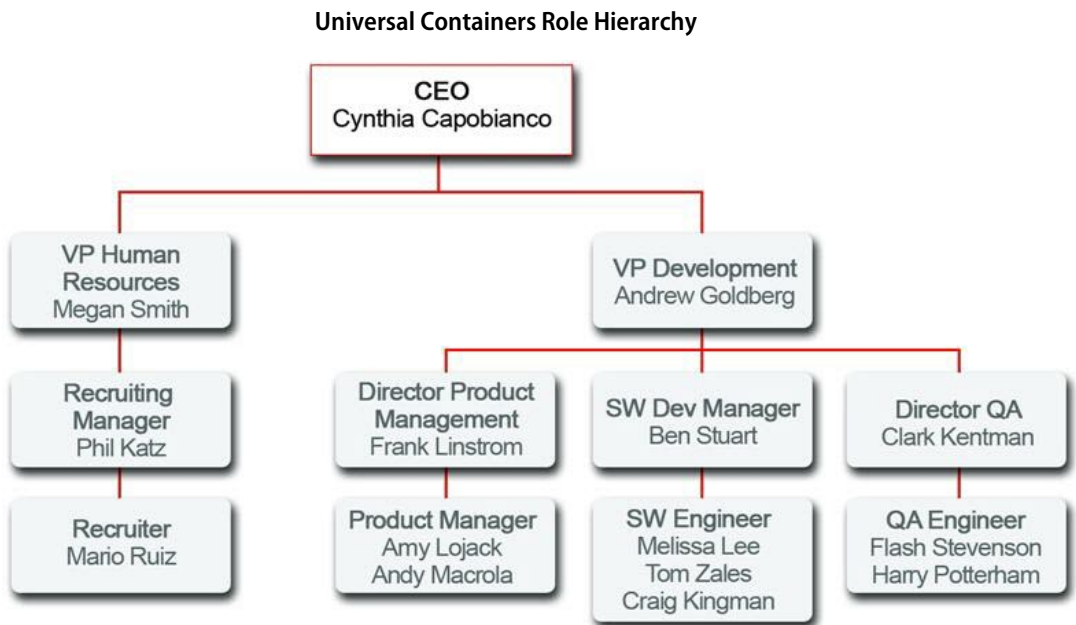 Universal Containers Role Hierarchy
CEO
Cynthia Capobianco
VP Human
Resources
Megan Smith
VP Development
Andrew Goldberg
Recruiting
Manager
Phil Katz
Director Product
Management
Frank Linstrom
SW Dev Manager
Ben Stuart
Director QA
Clark Kentman
Recruiter
Mario Ruiz
Product Manager
Amy Lojack
Andy Macrola
SW Engineer
Melissa Lee
Tom Zales
Craig Kingman
QA Engineer
Flash Stevenson
Harry Potterham